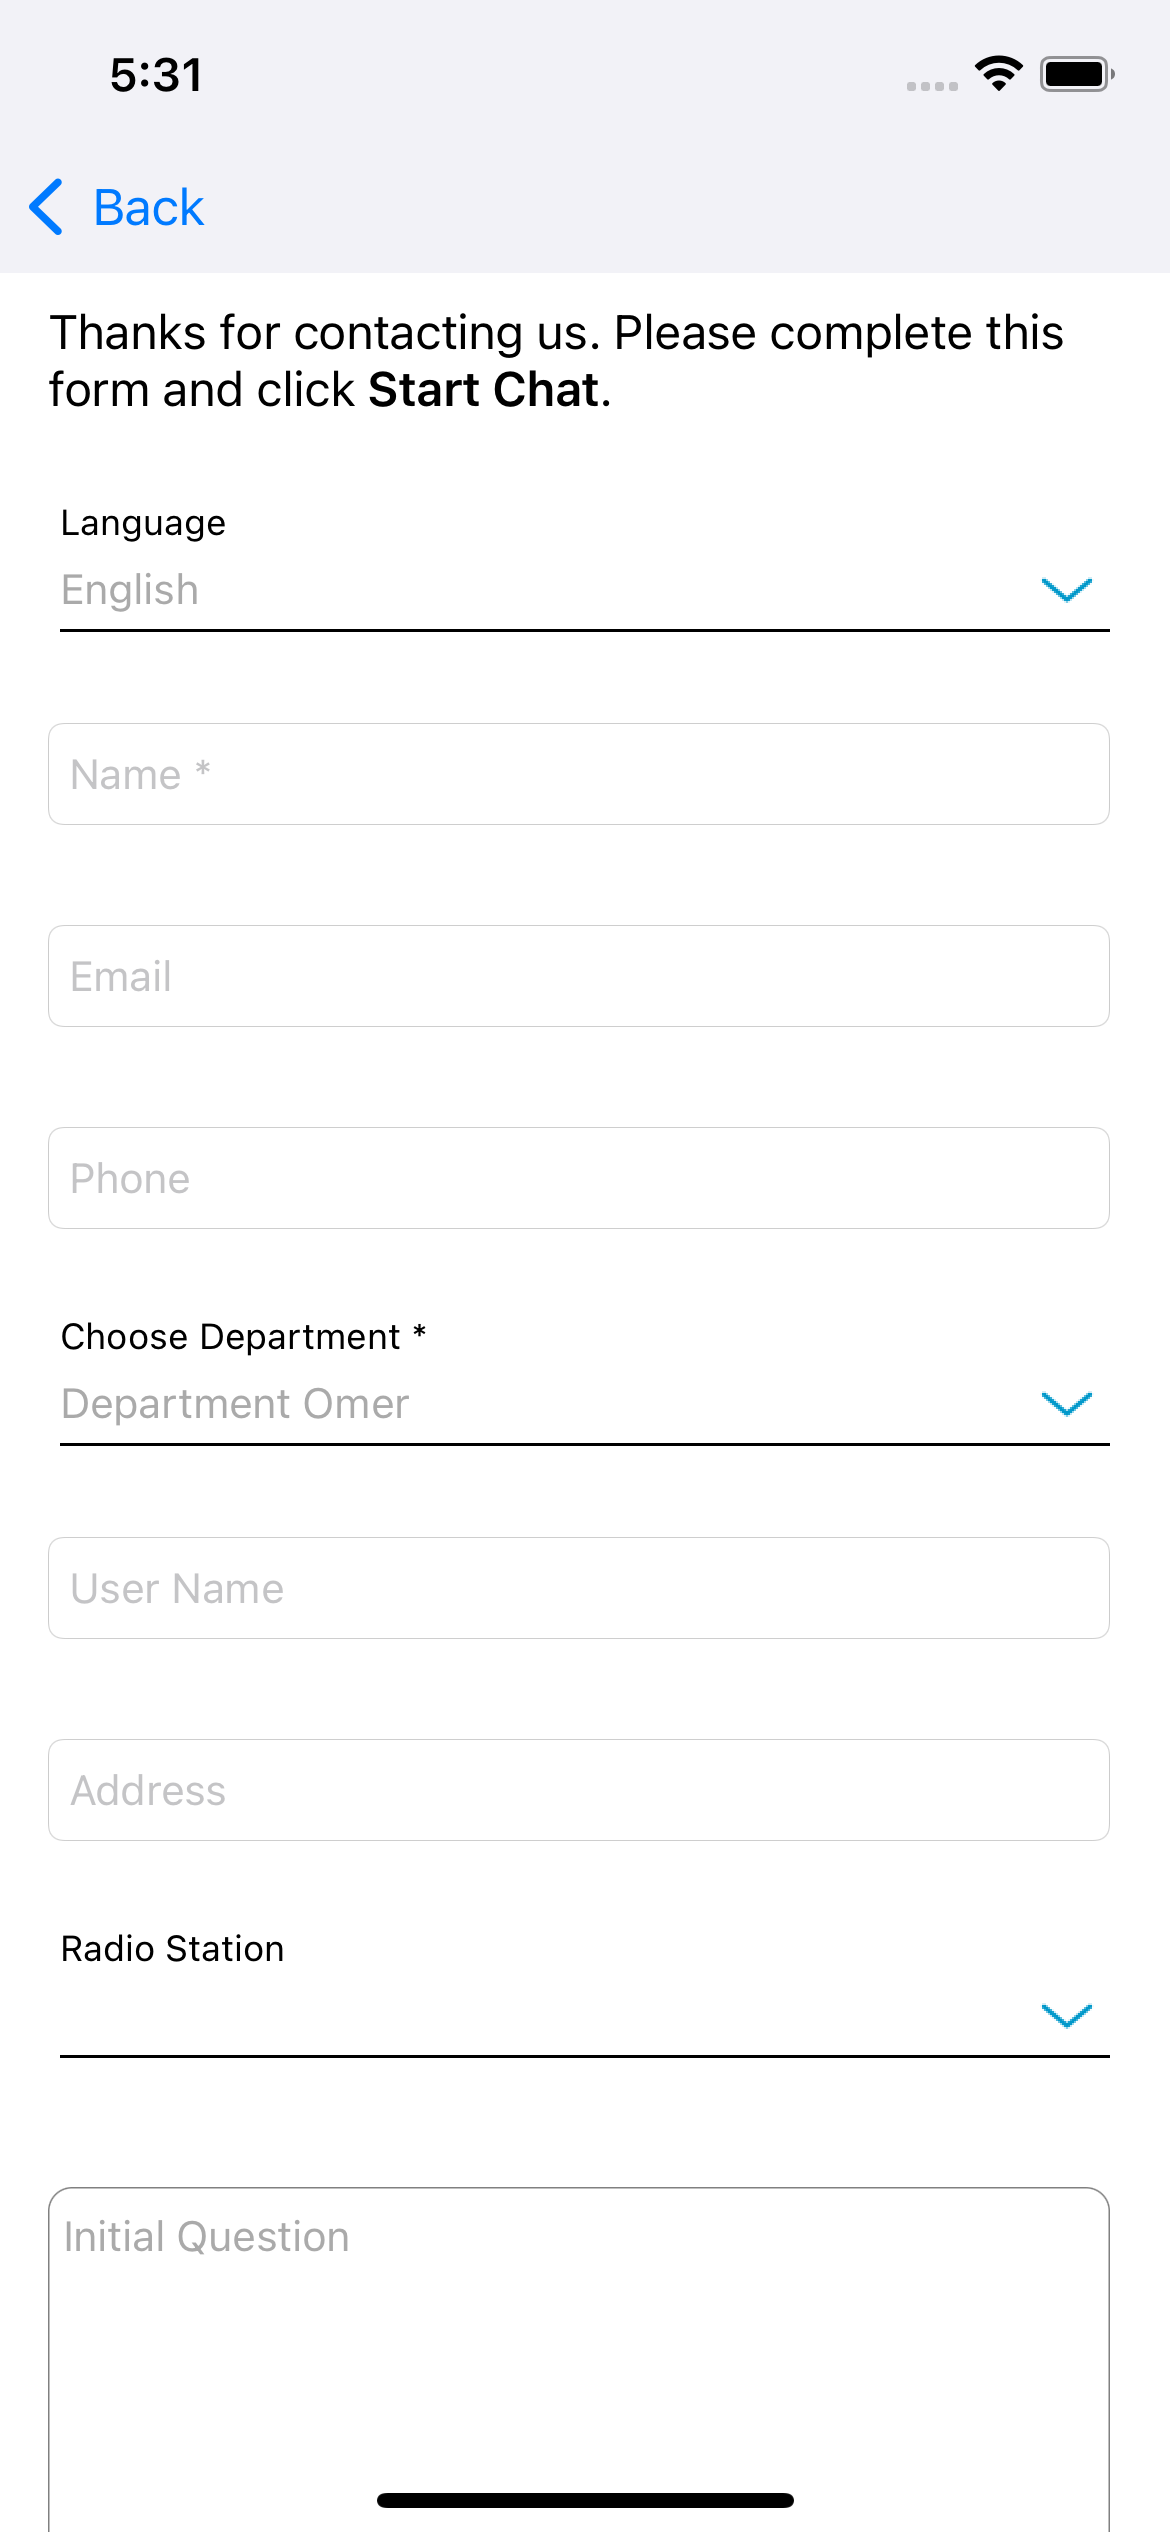 5:31
Back
Thanks for contacting us. Please complete this
form and click Start Chat.
Language
English
Name *
Email
Phone
Choose Department *
Department Omer
User Name
Address
Radio Station
Initial Question